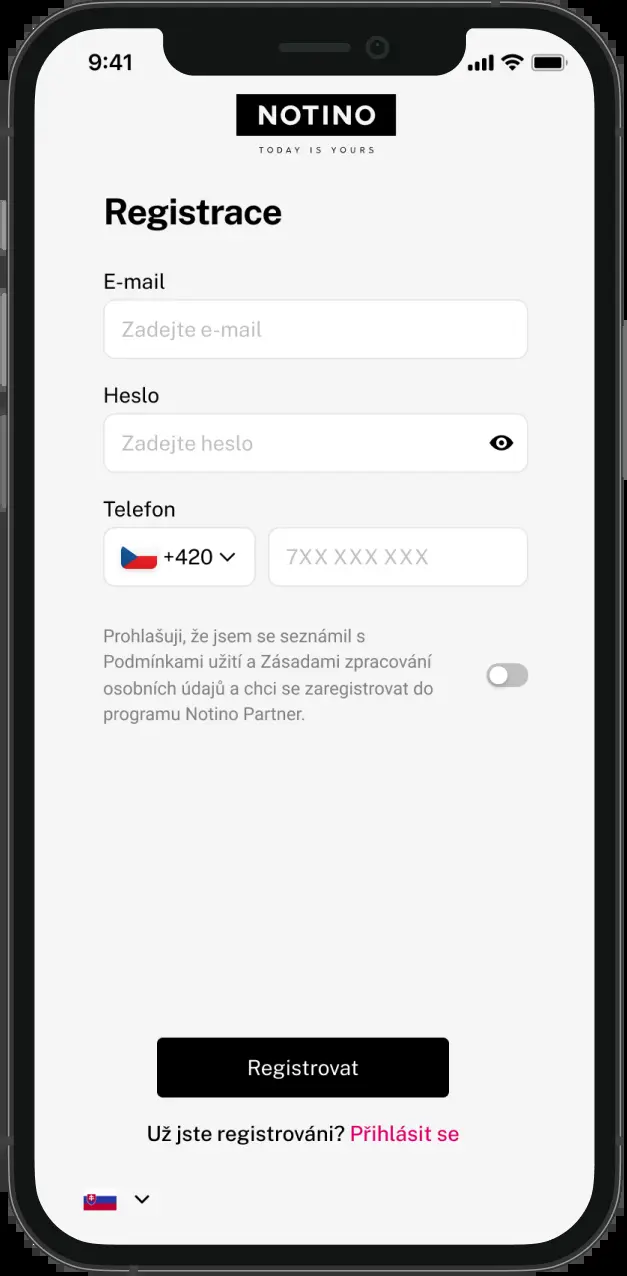 9:41
NOTINO
TODAY IS YOURS
Registrace
E-mail
Zadejte e-mail
Heslo
Zadejte heslo
Telefon
+420
7XX XXX XXX
Prohlašuji, že jsem se seznámil s
Podmínkami užití a Zásadami zpracování
osobních údajů a chci se zaregistrovat do
programu Notino Partner.
Registrovat
Už jste registrováni? Přihlásit se